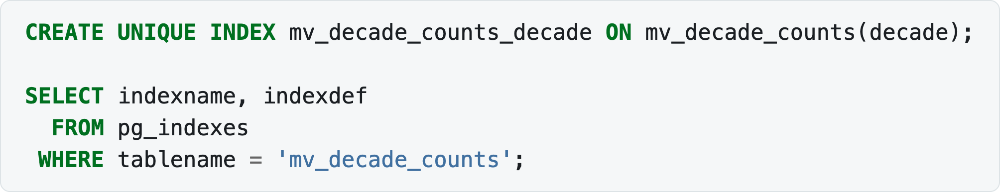 CREATE UNIQUE INDEX mv_decade_counts_decade ON mv_decade_counts(decade);

SELECT indexname, indexdef
  FROM pg_indexes
 WHERE tablename = 'mv_decade_counts';